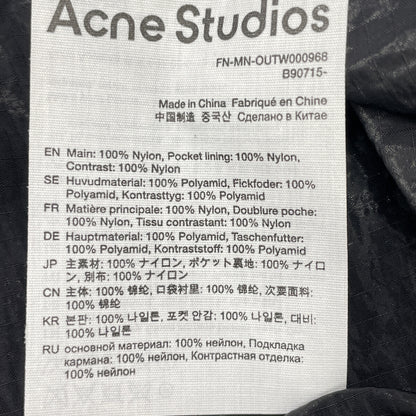 Acne Studios
FN-MN-OUTW000968
B90715-
Made in China Fabriqué en Chine
中国制造 중국산 Сделано в Китае
EN Main: 100% Nylon, Pocket lining: 100% Nylon,
Contrast: 100% Nylon
SE Huvudmaterial: 100% Polyamid, Fickfoder: 100%
Polyamid, Kontrasttyg: 100% Polyamid
FR Matière principale: 100% Nylon, Doublure poche:
100% Nylon, Tissu contrastant: 100% Nylon
DE Hauptmaterial: 100% Polyamid, Taschenfutter:
100% Polyamid, Kontraststoff: 100% Polyamid
JP 主素材: 100% ナイロン, ポケット裏地: 100% ナイロ
ン, 別布: 100% ナイロン
CN 主体: 100% 锦纶, 口袋衬里: 100% 锦纶, 次要面料:
100% 锦纶
KR 본판: 100% 나일론, 포켓 안감: 100% 나일론, 대비:
100% 나일론
RU основной материал: 100% нейлон, Подкладка
кармана: 100% нейлон, Контрастная отделка:
100% нейлон